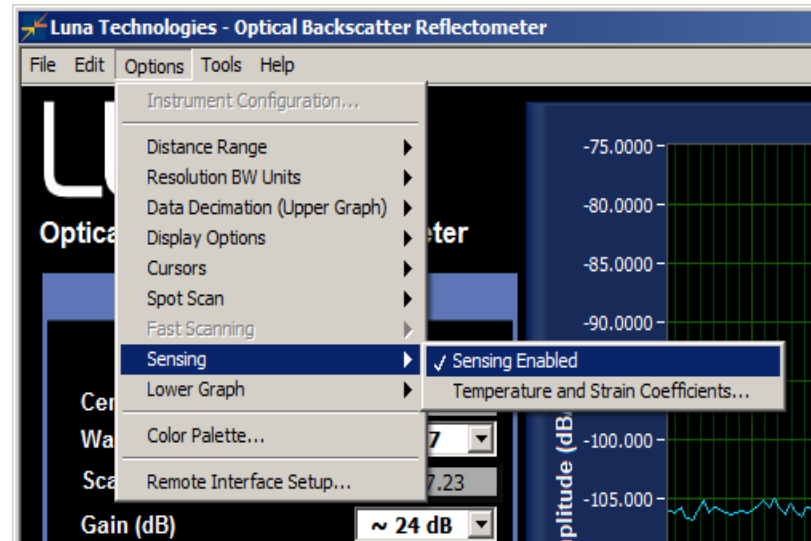 Luna Technologies - Optical Backscatter Reflectometer
File Edit Options Tools Help
Instrument Configuration...
Distance Range
Resolution BW Units
Data Decimation (Upper Graph)
Display Options
Cursors
Spot Scan
Fast Scanning
Sensing
Lower Graph
Color Palette...
Remote Interface Setup...
Sensing Enabled
Temperature and Strain Coefficients...
Gain (dB) ~ 24 dB
7
7.23
-75.0000
-80.0000
-85.0000
-90.0000
-100.000
-105.000